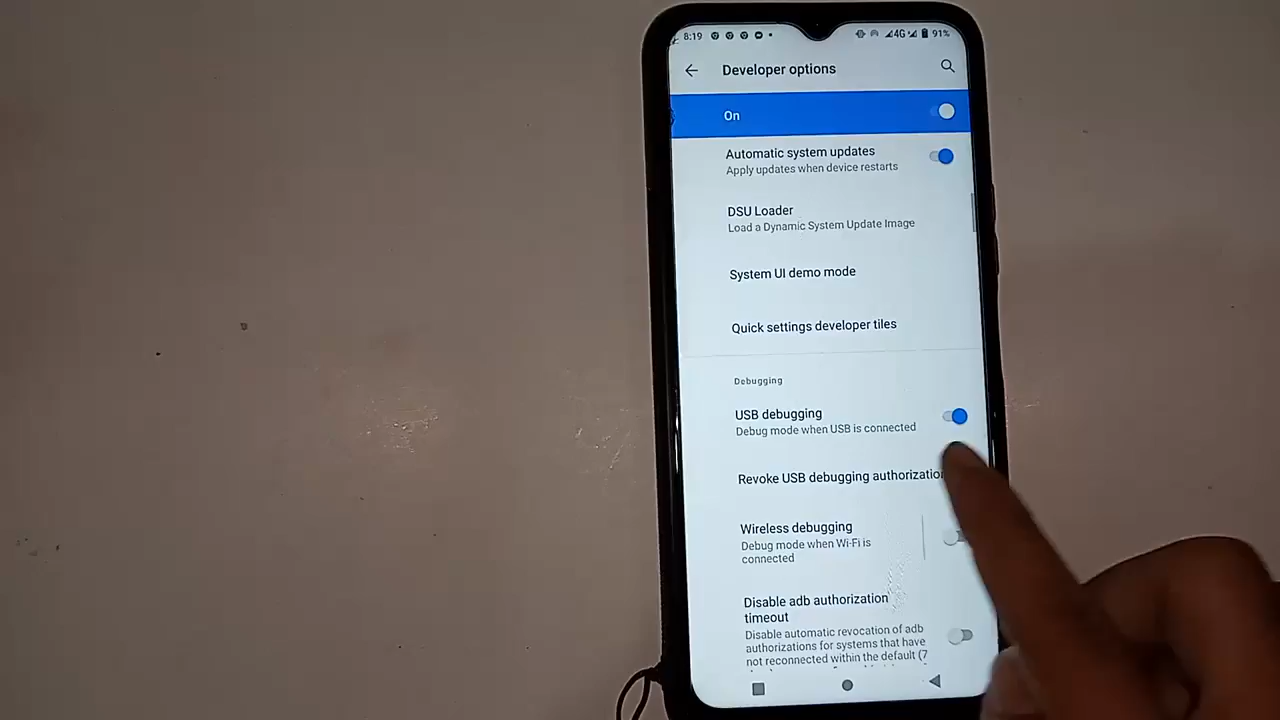 8:19
4G 91%
Developer options
On
Automatic system updates
Apply updates when device restarts
DSU Loader
Load a Dynamic System Update Image
System UI demo mode
Quick settings developer tiles
Debugging
USB debugging
Debug mode when USB is connected
Revoke USB debugging
Wireless debugging
Debug mode when Wi-Fi is
connected
Disable adb authorization
timeout
Disable automatic revocation of adb
authorizations for systems that have
not reconnected within the default (7